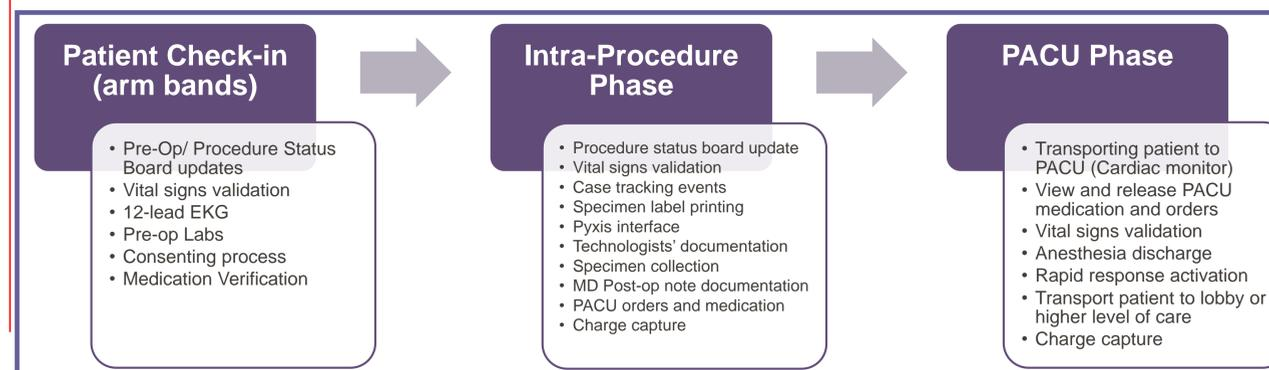 Patient Check-in
(arm bands)
• Pre-Op/ Procedure Status
Board updates
• Vital signs validation
• 12-lead EKG
• Pre-op Labs
• Consenting process
• Medication Verification
Intra-Procedure
Phase
• Procedure status board update
• Vital signs validation
• Case tracking events
• Specimen label printing
• Pyxis interface
• Technologists’ documentation
• Specimen collection
• MD Post-op note documentation
• PACU orders and medication
• Charge capture
PACU Phase
• Transporting patient to
PACU (Cardiac monitor)
• View and release PACU
medication and orders
• Vital signs validation
• Anesthesia discharge
• Rapid response activation
• Transport patient to lobby or
higher level of care
• Charge capture